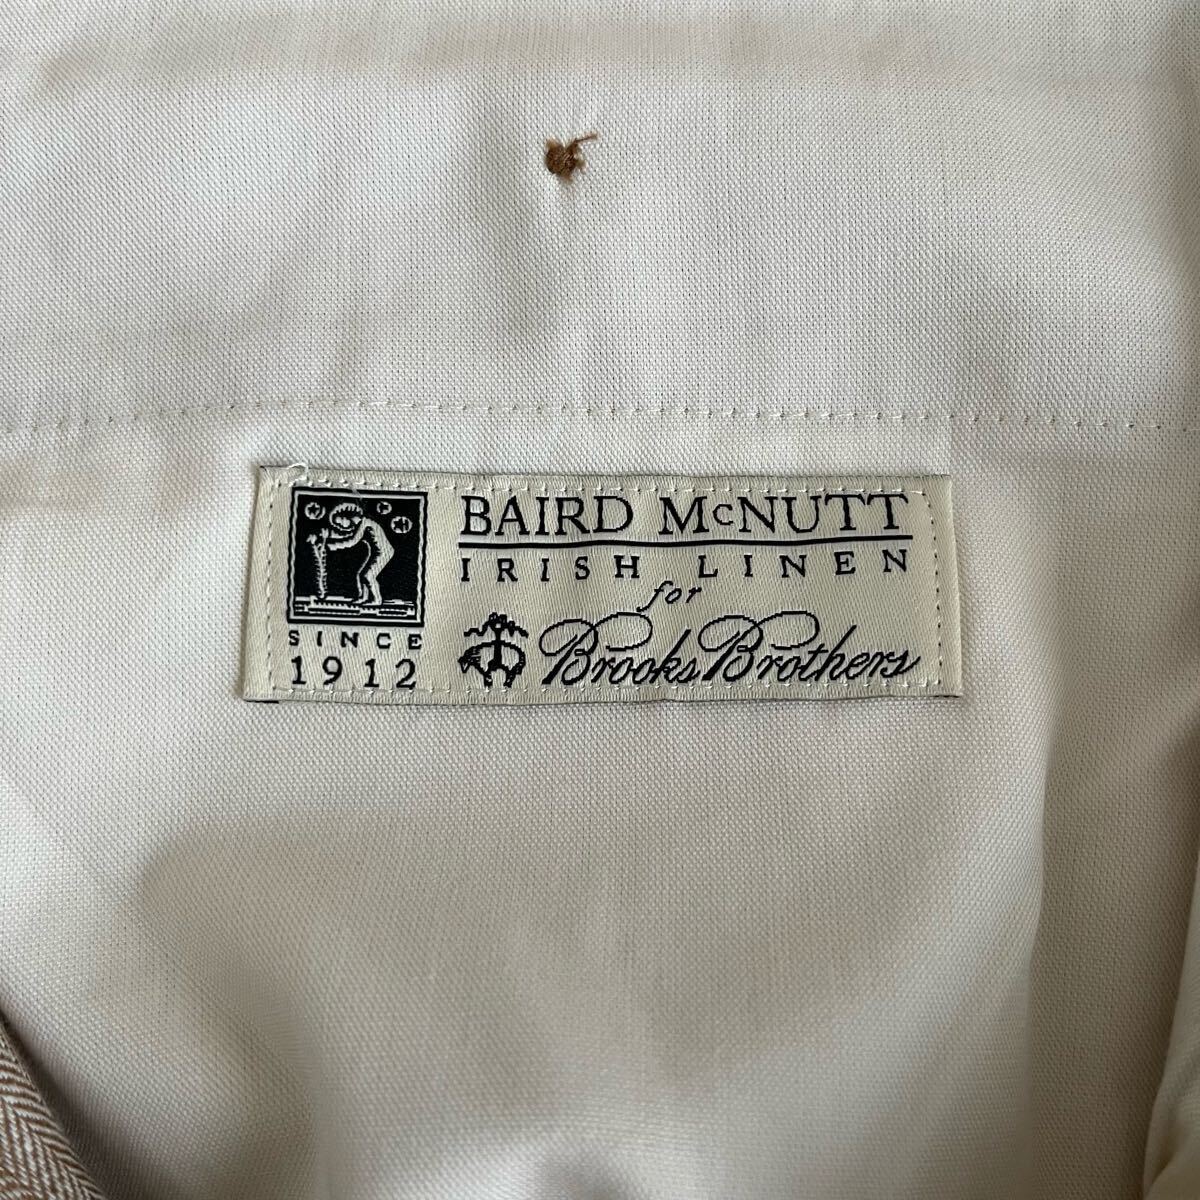 BAIRD McNUTT
IRISH LINEN
for
Brooks Brothers
SINCE
1912